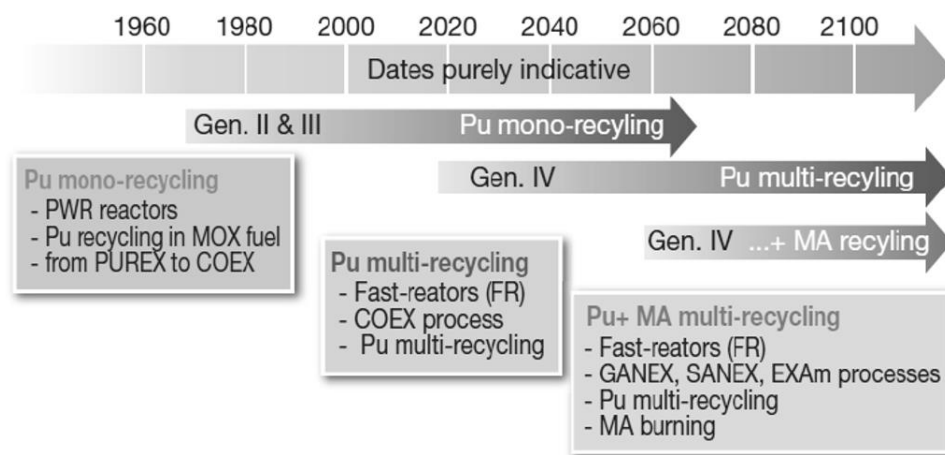 1960 1980 2000 2020 2040 2060 2080 2100
Dates purely indicative
Gen. II & III Pu mono-recyling
Gen. IV Pu multi-recyling
Gen. IV ...+ MA recyling
Pu mono-recycling
- PWR reactors
- Pu recycling in MOX fuel
- from PUREX to COEX
Pu multi-recycling
- Fast-reators (FR)
- COEX process
- Pu multi-recycling
Pu+ MA multi-recycling
- Fast-reators (FR)
- GANEX, SANEX, EXAm processes
- Pu multi-recycling
- MA burning